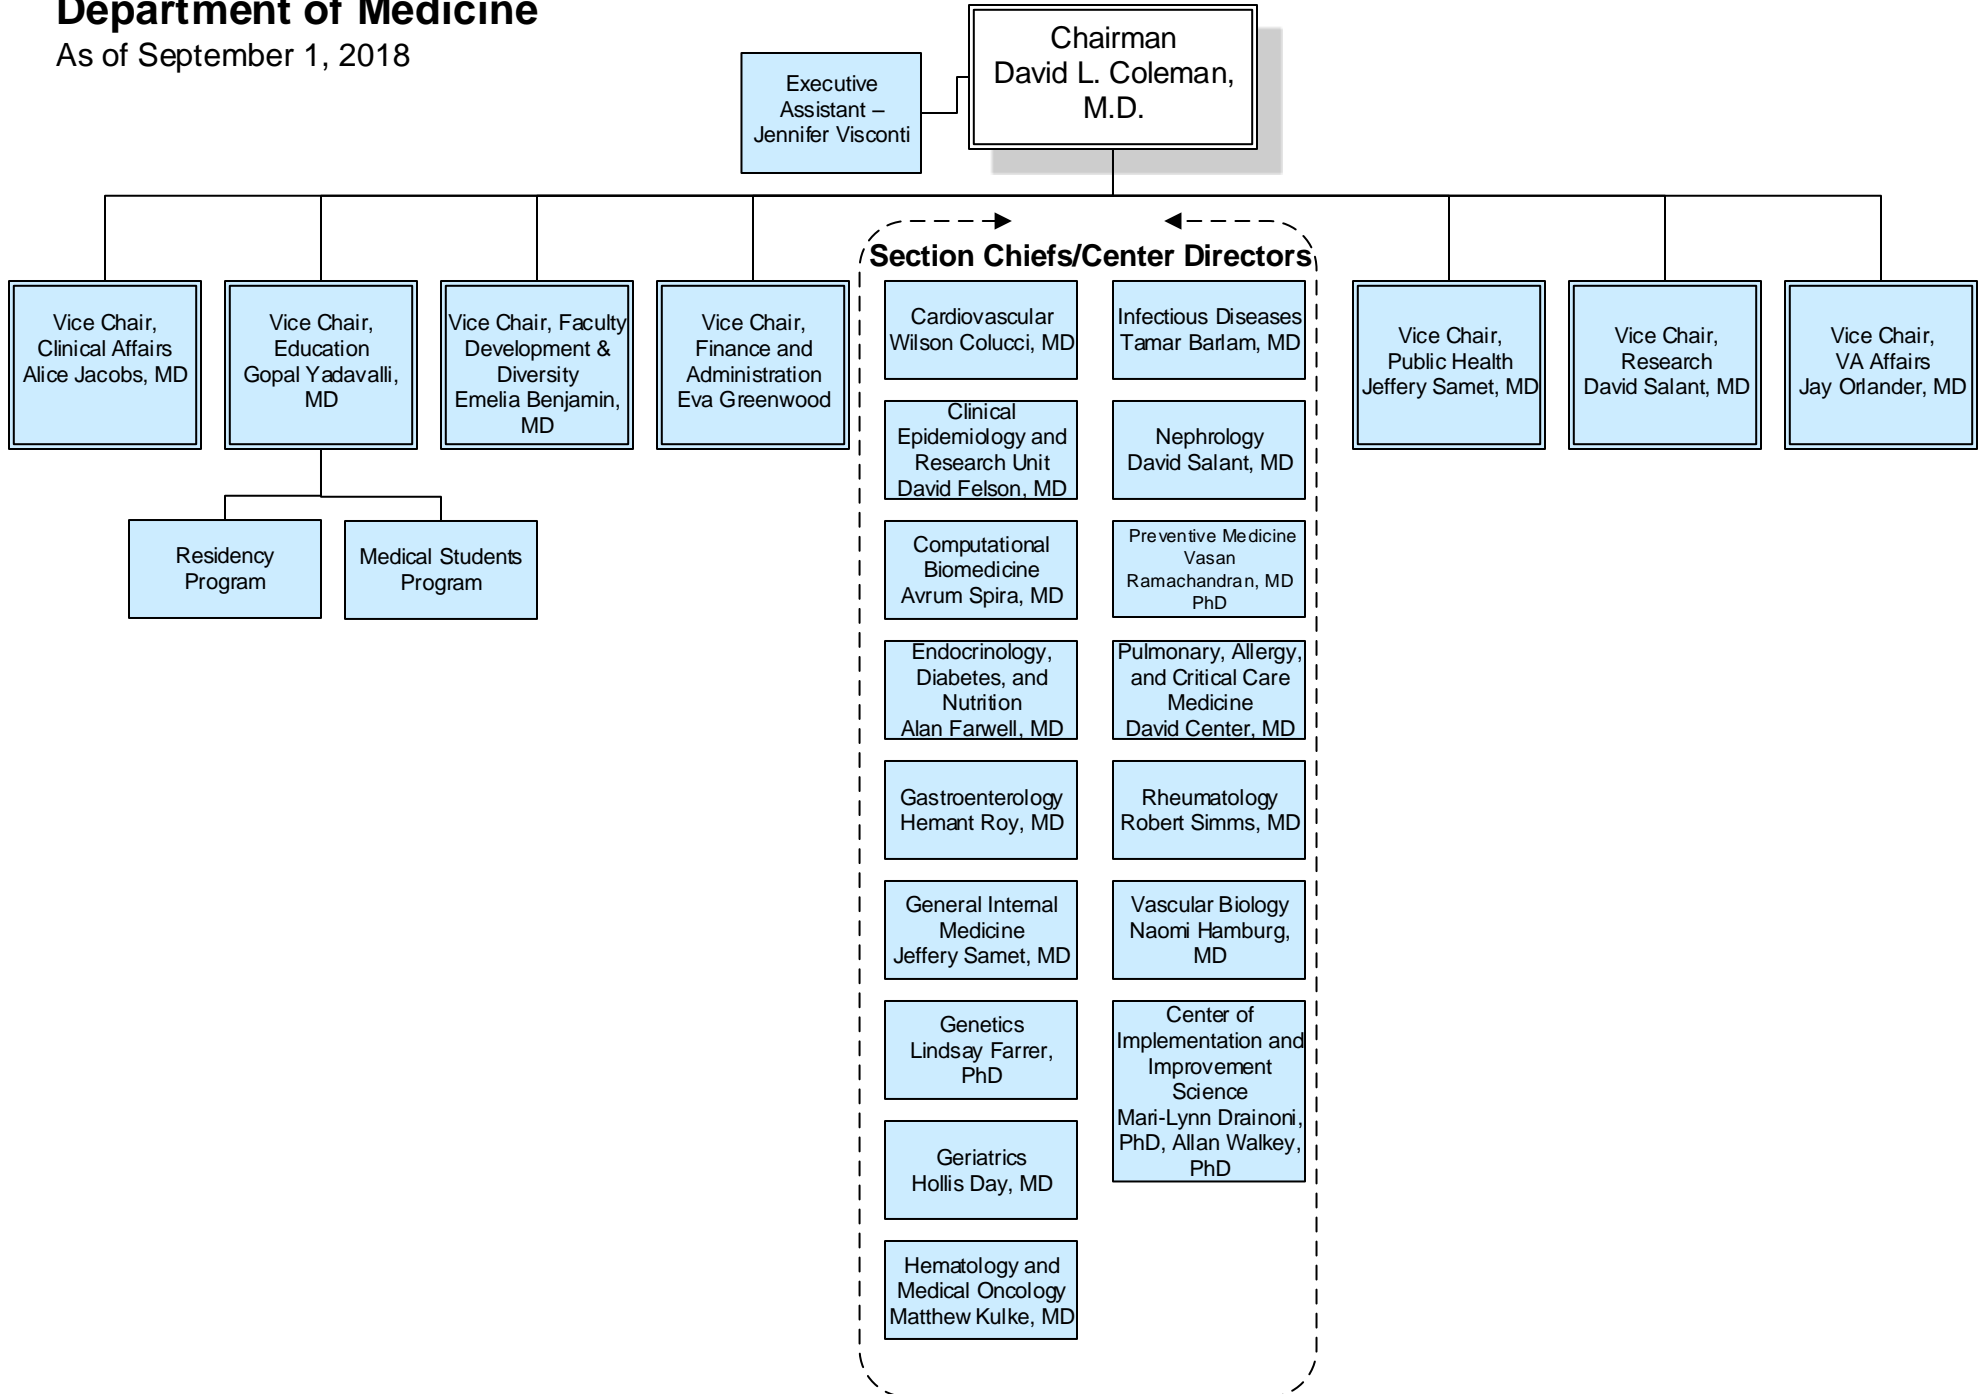 Department of Medicine
As of September 1, 2018
Chairman
David L. Coleman,
M.D.
Executive
Assistant –
Jennifer Visconti
Vice Chair,
Clinical Affairs
Alice Jacobs, MD
Vice Chair,
Education
Gopal Yadavalli,
MD
Vice Chair, Faculty
Development &
Diversity
Emelia Benjamin,
MD
Vice Chair,
Finance and
Administration
Eva Greenwood
Residency
Program
Medical Students
Program
Section Chiefs/Center Directors
Cardiovascular
Wilson Colucci, MD
Clinical
Epidemiology and
Research Unit
David Felson, MD
Computational
Biomedicine
Avrum Spira, MD
Endocrinology,
Diabetes, and
Nutrition
Alan Farwell, MD
Gastroenterology
Hemant Roy, MD
General Internal
Medicine
Jeffery Samet, MD
Genetics
Lindsay Farrer,
PhD
Geriatrics
Hollis Day, MD
Hematology and
Medical Oncology
Matthew Kulke, MD
Infectious Diseases
Tamar Barlam, MD
Nephrology
David Salant, MD
Preventive Medicine
Vasan
Ramachandran, MD
PhD
Pulmonary, Allergy,
and Critical Care
Medicine
David Center, MD
Rheumatology
Robert Simms, MD
Vascular Biology
Naomi Hamburg,
MD
Center of
Implementation and
Improvement
Science
Mari-Lynn Drainoni,
PhD, Allan Walkey,
PhD
Vice Chair,
Public Health
Jeffery Samet, MD
Vice Chair,
Research
David Salant, MD
Vice Chair,
VA Affairs
Jay Orlander, MD